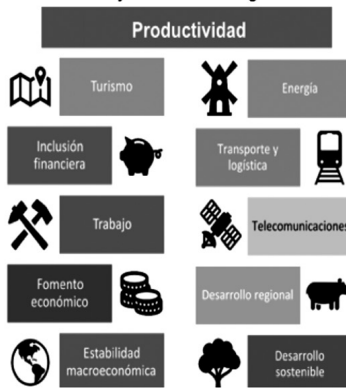 Productividad
Turismo
Energía
Inclusión
financiera
Transporte y
logística
Trabajo
Telecomunicaciones
Fomento
económico
Desarrollo regional
Estabilidad
macroeconómica
Desarrollo
sostenible